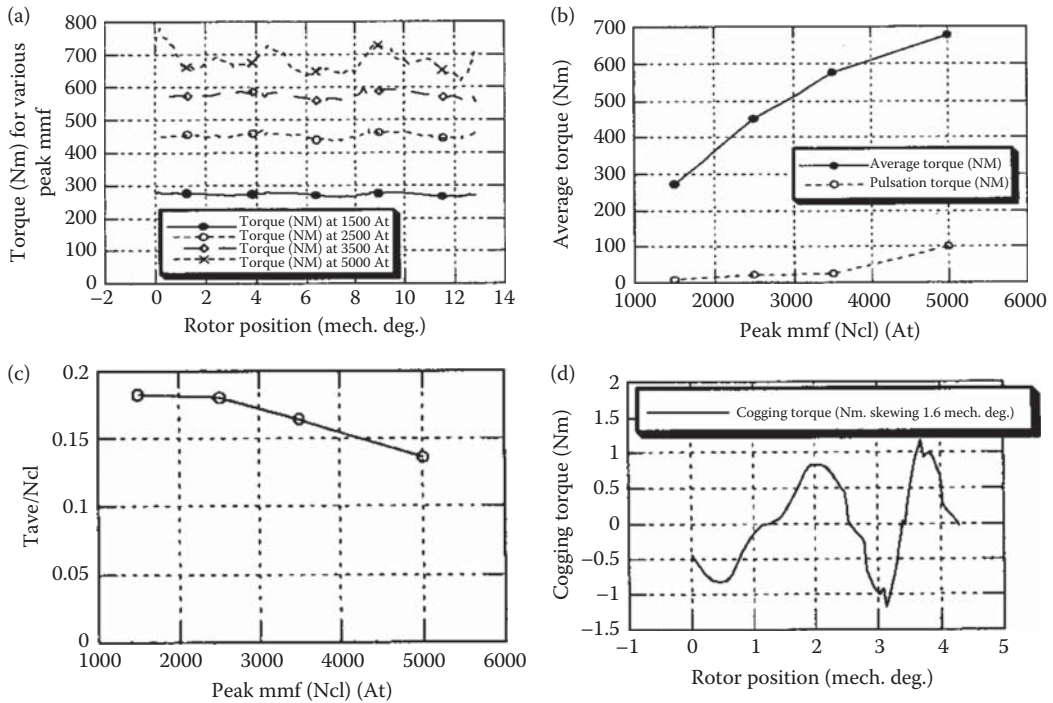 (a)
Torque (Nm) for various
peak mmf
800
700
600
500
400
300
200
100
0
Torque (NM) at 1500 At
Torque (NM) at 2500 At
Torque (NM) at 3500 At
Torque (NM) at 5000 At
−2 0 2 4 6 8 10 12 14
Rotor position (mech. deg.)
(b)
Average torque (Nm)
700
600
500
400
300
200
100
0
Average torque (NM)
Pulsation torque (NM)
1000 2000 3000 4000 5000 6000
Peak mmf (Ncl) (At)
(c)
Tave/Ncl
0.2
0.15
0.1
0.05
0
1000 2000 3000 4000 5000 6000
Peak mmf (Ncl) (At)
(d)
Cogging torque (Nm)
2
1.5
1
0.5
0
−0.5
−1
−1.5
Cogging torque (Nm. skewing 1.6 mech. deg.)
−1 0 1 2 3 4 5
Rotor position (mech. deg.)